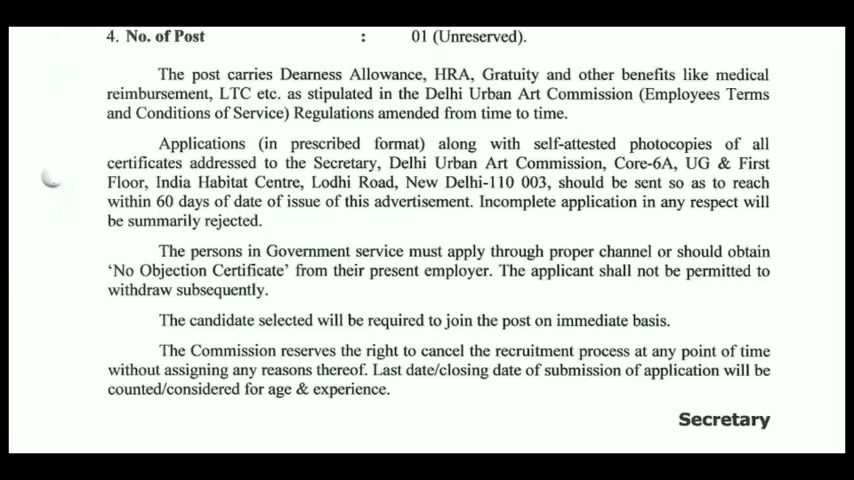 4. No. of Post : 01 (Unreserved).
The post carries Dearness Allowance, HRA, Gratuity and other benefits like medical
reimbursement, LTC etc. as stipulated in the Delhi Urban Art Commission (Employees Terms
and Conditions of Service) Regulations amended from time to time.
Applications (in prescribed format) along with self-attested photocopies of all
certificates addressed to the Secretary, Delhi Urban Art Commission, Core-6A, UG & First
Floor, India Habitat Centre, Lodhi Road, New Delhi-110 003, should be sent so as to reach
within 60 days of date of issue of this advertisement. Incomplete application in any respect will
be summarily rejected.
The persons in Government service must apply through proper channel or should obtain
‘No Objection Certificate’ from their present employer. The applicant shall not be permitted to
withdraw subsequently.
The candidate selected will be required to join the post on immediate basis.
The Commission reserves the right to cancel the recruitment process at any point of time
without assigning any reasons thereof. Last date/closing date of submission of application will be
counted/considered for age & experience.
Secretary